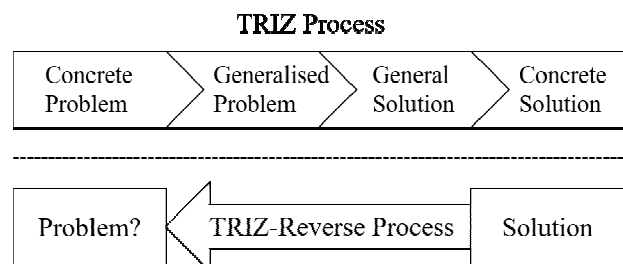 TRIZ Process
Concrete
Problem
Generalised
Problem
General
Solution
Concrete
Solution
Problem?
TRIZ-Reverse Process
Solution